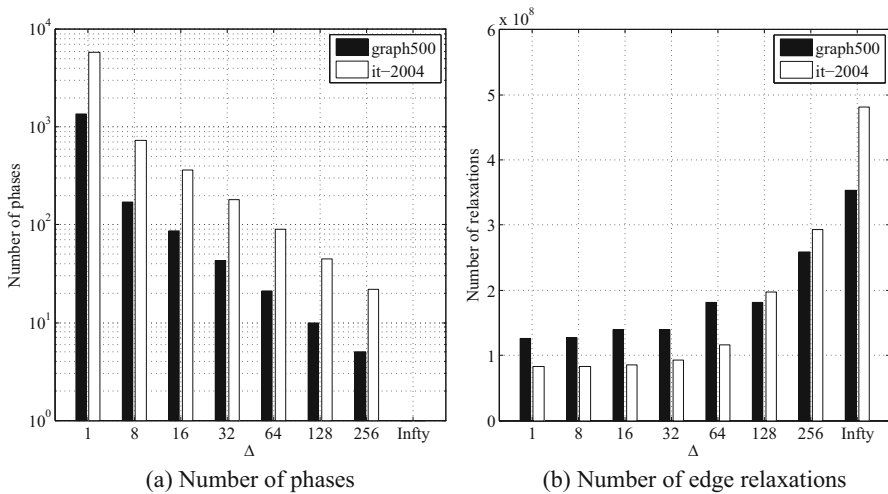 10^4
10^3
10^2
10^1
10^0
Number of phases
graph500
it-2004
1 8 16 32 64 128 256 Infty
Δ
(a) Number of phases
6 x 10^8
5
4
3
2
1
0
Number of relaxations
graph500
it-2004
1 8 16 32 64 128 256 Infty
Δ
(b) Number of edge relaxations